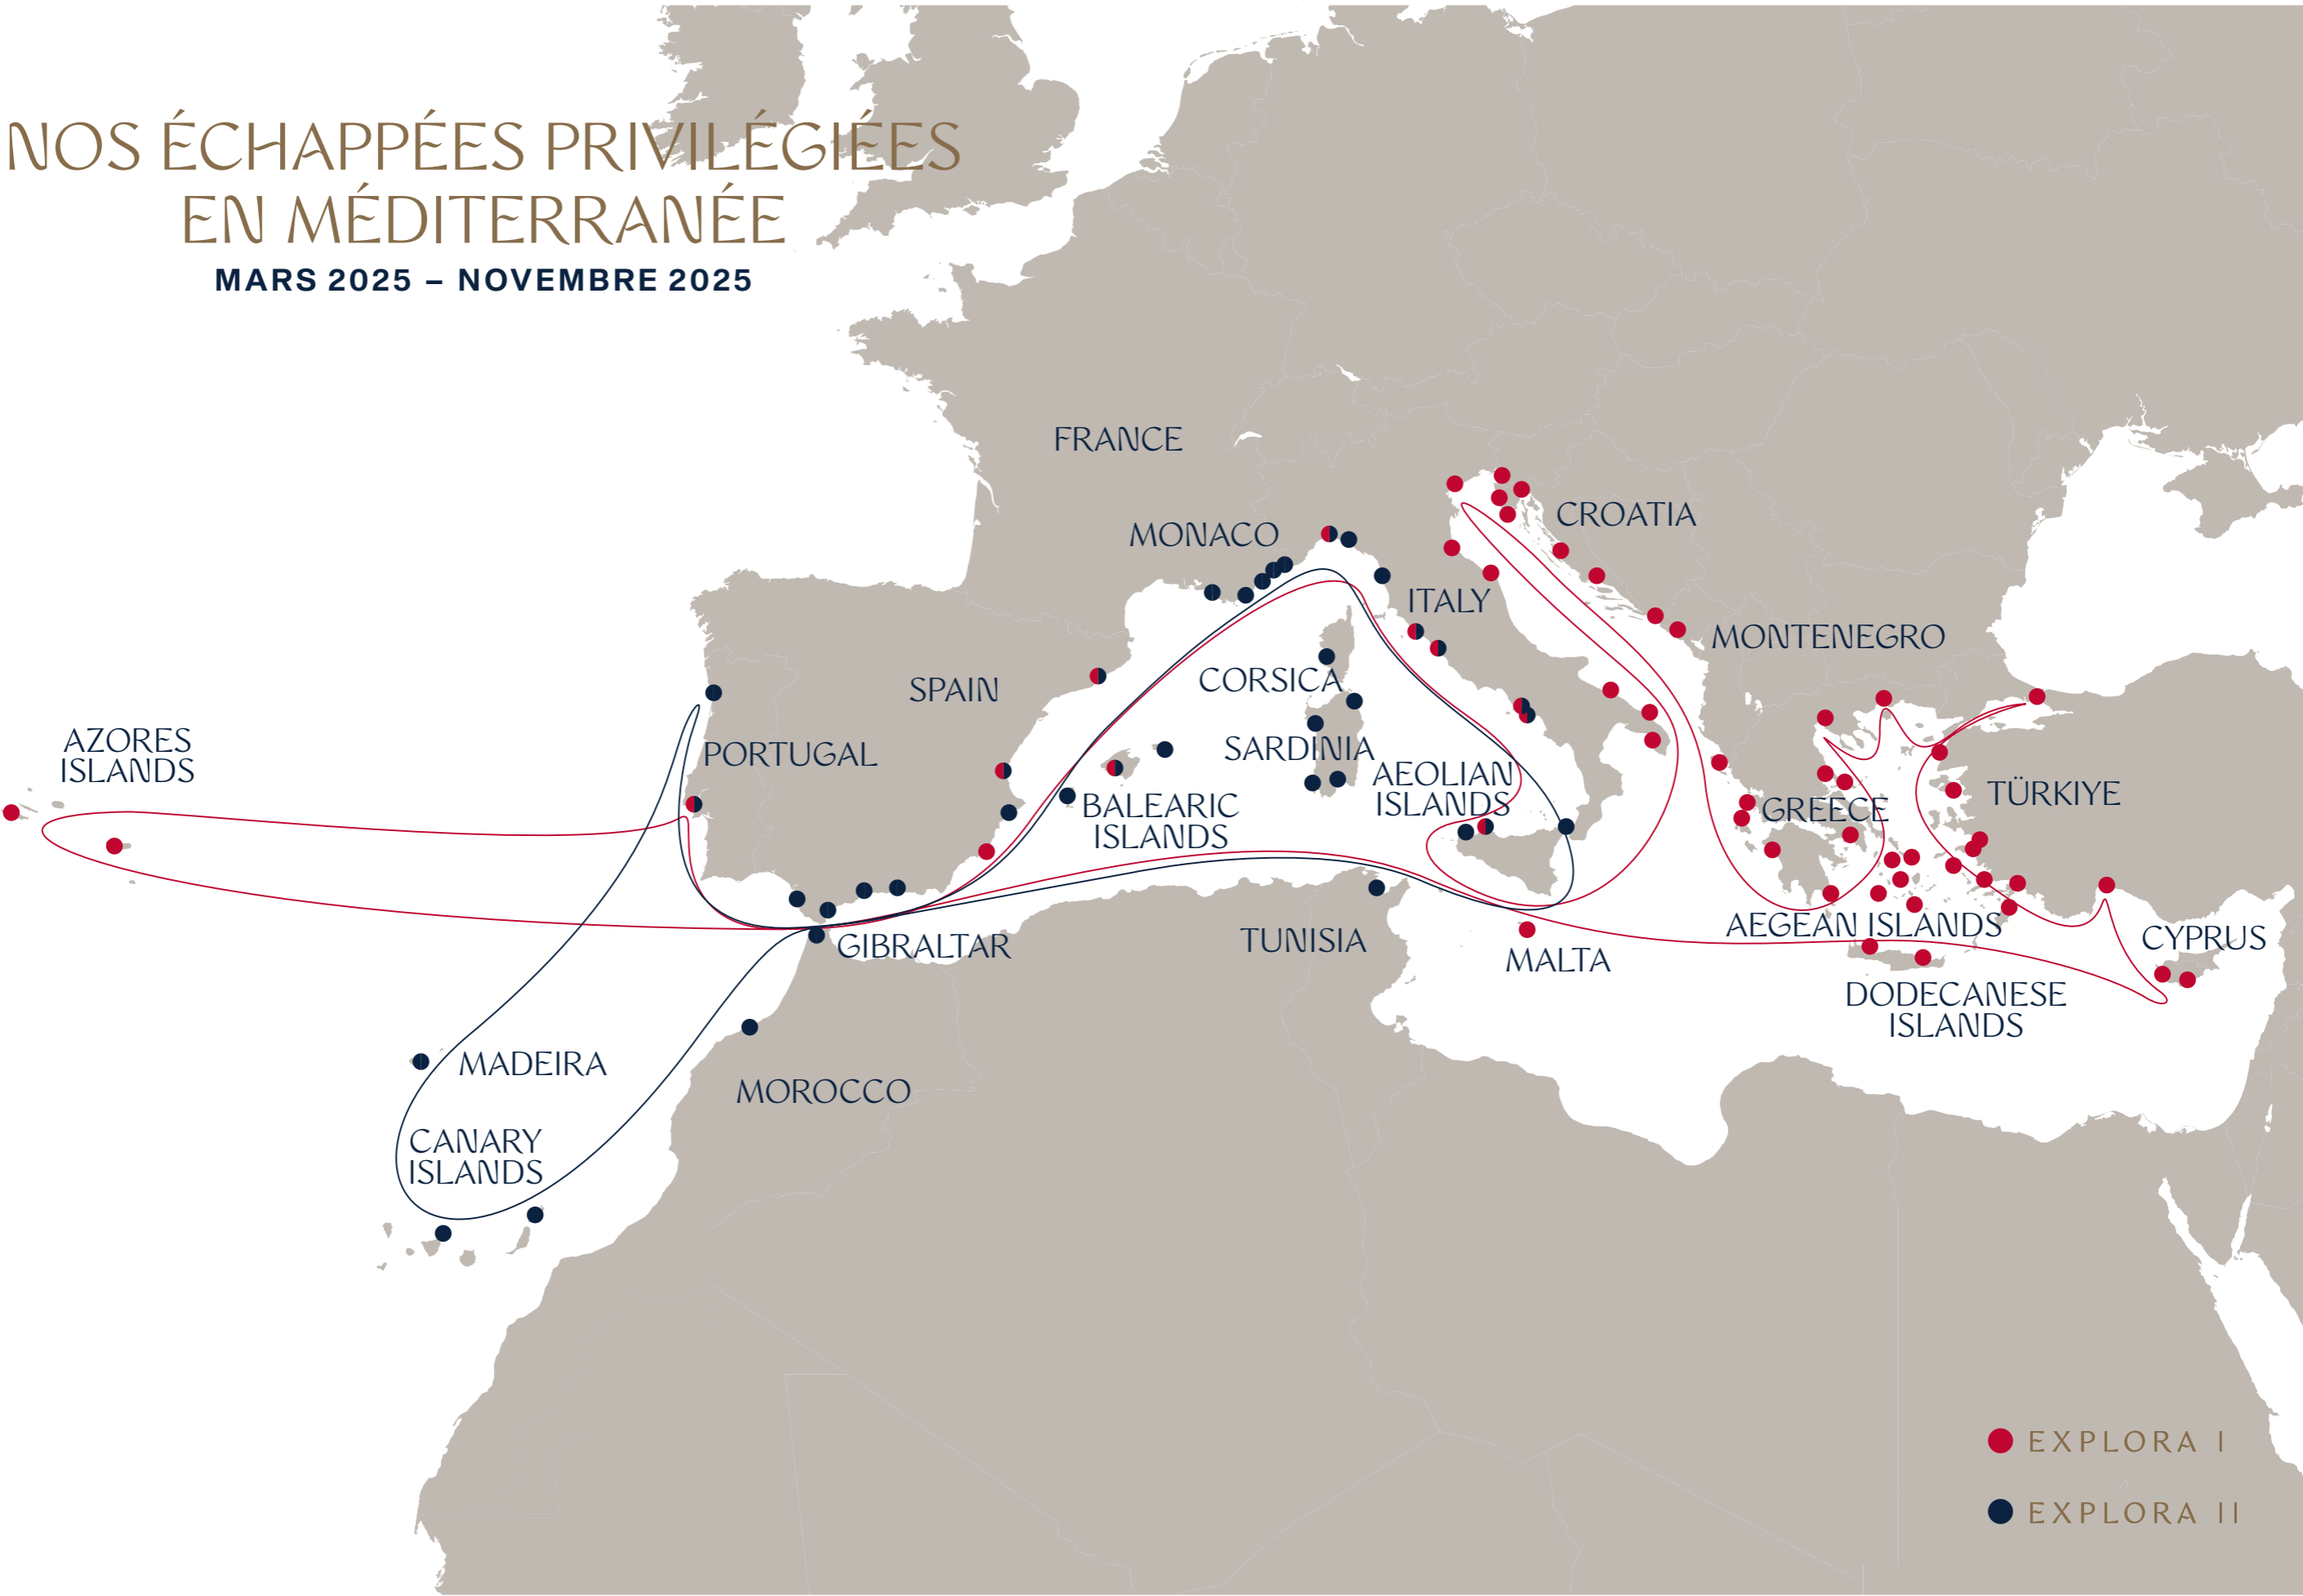 NOS ÉCHAPPÉES PRIVILÉGIÉES
EN MÉDITERRANÉE
MARS 2025 – NOVEMBRE 2025
FRANCE
CROATIA
MONACO
ITALY
MONTENEGRO
SPAIN
CORSICA
PORTUGAL
AZORES
ISLANDS
SARDINIA
AEOLIAN
ISLANDS
BALEARIC
ISLANDS
GREECE
TÜRKIYE
GIBRALTAR
TUNISIA
MALTA
AEGEAN ISLANDS
CYPRUS
DODECANESE
ISLANDS
MADEIRA
MOROCCO
CANARY
ISLANDS
EXPLORA I
EXPLORA II